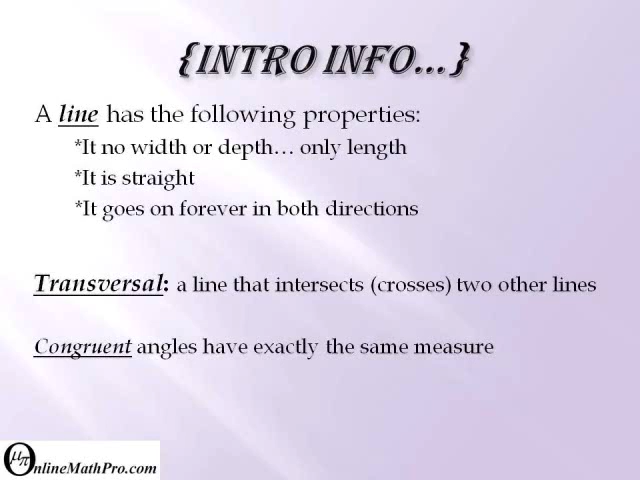 {INTRO INFO...}
A line has the following properties:
*It no width or depth... only length
*It is straight
*It goes on forever in both directions
Transversal: a line that intersects (crosses) two other lines
Congruent angles have exactly the same measure
μπ
OnlineMathPro.com